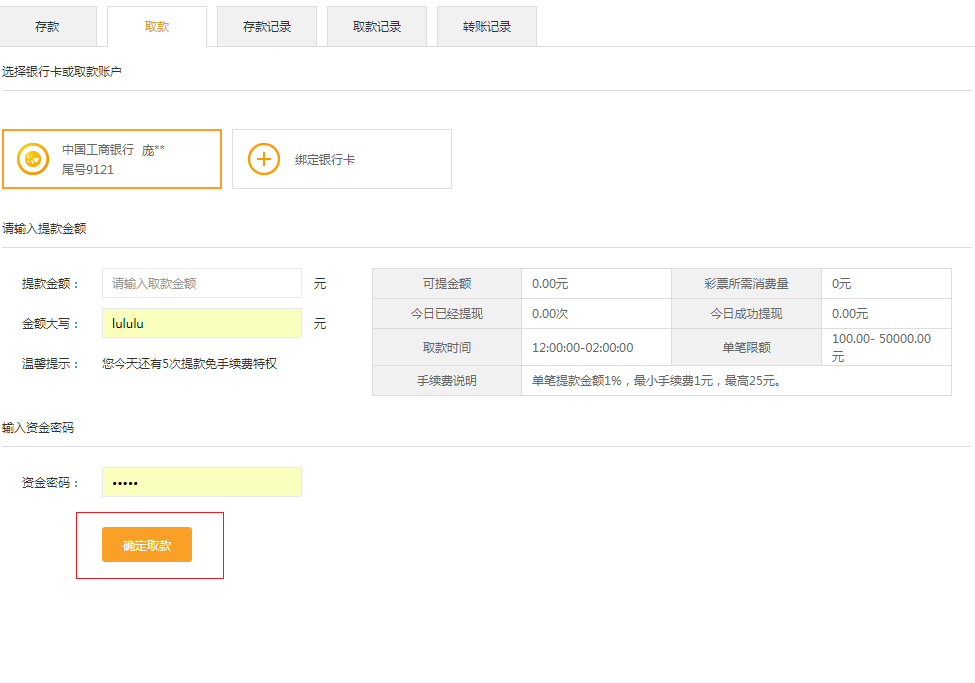 存款 取款 存款记录 取款记录 转账记录
选择银行卡或取款账户
中国工商银行 庞**
尾号9121
绑定银行卡
请输入提款金额
提款金额： 请输入取款金额 元
金额大写： lululu 元
温馨提示： 您今天还有5次提款免手续费特权
可提金额 0.00元 彩票所需消费量 0元
今日已经提现 0.00次 今日成功提现 0.00元
取款时间 12:00:00-02:00:00 单笔限额 100.00- 50000.00
元
手续费说明 单笔提款金额1%，最小手续费1元，最高25元。
输入资金密码
资金密码： •••••
确定取款